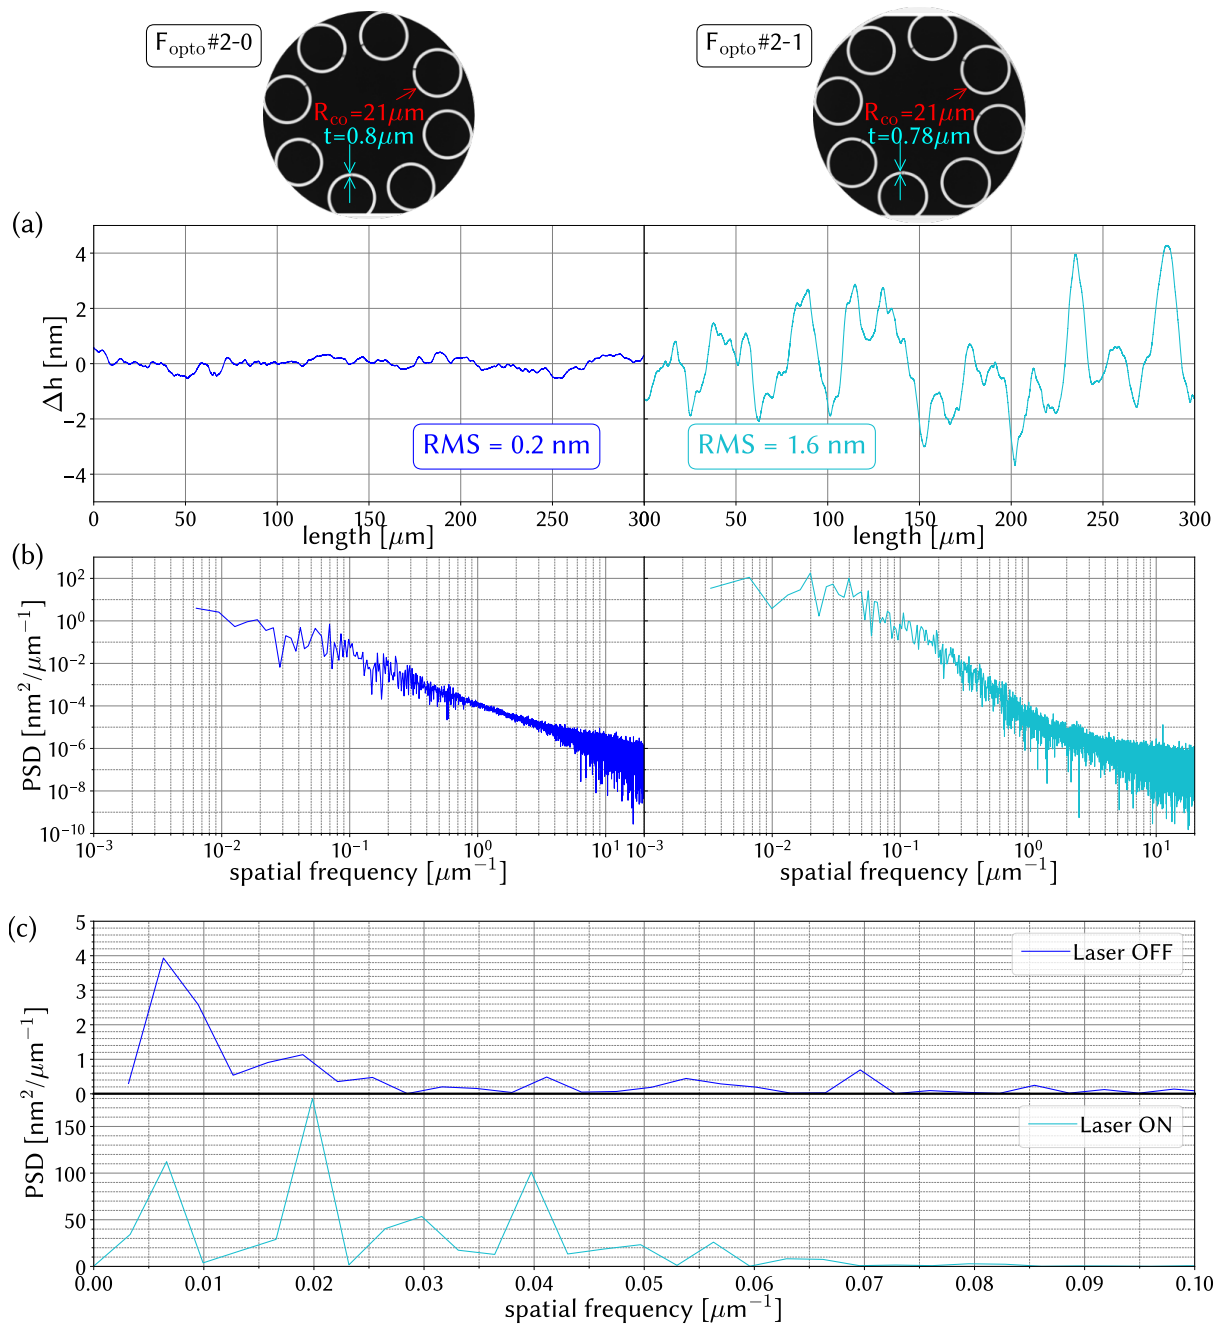 Fopto#2-0
Fopto#2-1
Rco=21μm
t=0.8μm
Rco=21μm
t=0.78μm
(a)
4
2
0
−2
−4
Δh [nm]
RMS = 0.2 nm
RMS = 1.6 nm
0 50 100 150 200 250 300 50 100 150 200 250 300
length [μm]
length [μm]
(b)
10² 
10⁰
10⁻²
10⁻⁴
10⁻⁶
10⁻⁸
10⁻¹⁰
PSD [nm²/μm⁻¹]
10⁻³ 10⁻² 10⁻¹ 10⁰ 10¹ 10⁻³ 10⁻² 10⁻¹ 10⁰ 10¹
spatial frequency [μm⁻¹]
spatial frequency [μm⁻¹]
(c)
5
4
3
2
1
0
Laser OFF
PSD [nm²/μm⁻¹]
150
100
50
0
Laser ON
0.00 0.01 0.02 0.03 0.04 0.05 0.06 0.07 0.08 0.09 0.10
spatial frequency [μm⁻¹]